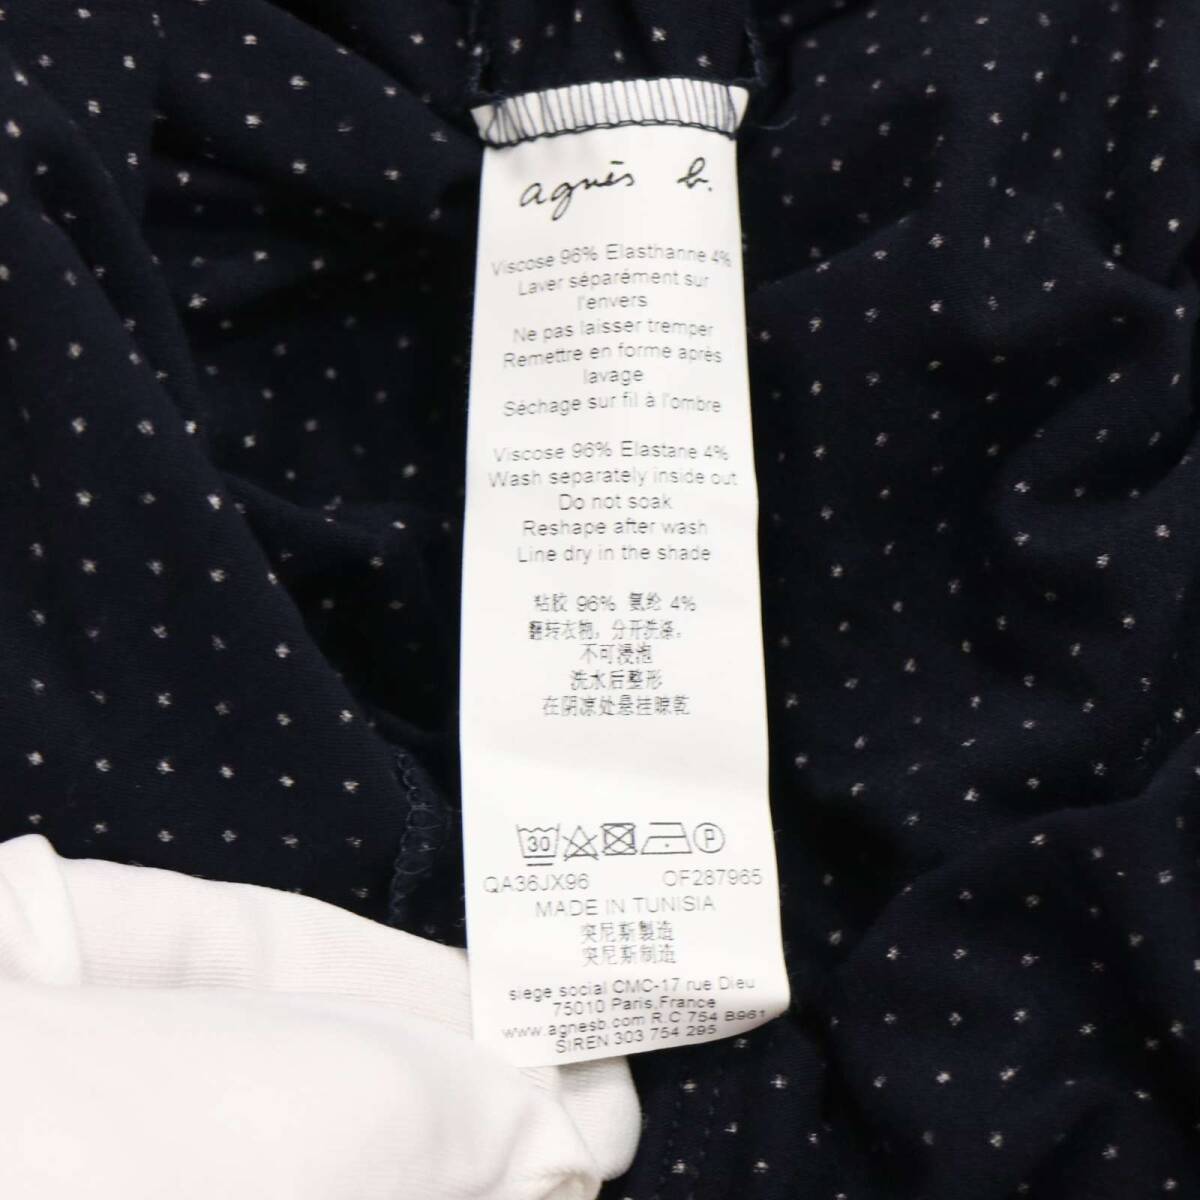 agnès b.
Viscose 96% Elasthanne 4%
Laver séparément sur
l'envers
Ne pas laisser tremper
Remettre en forme après
lavage
Séchage sur fil à l'ombre
Viscose 96% Elastane 4%
Wash separately inside out
Do not soak
Reshape after wash
Line dry in the shade
粘胶 96% 氨纶 4%
翻转衣物，分开洗涤。
不可浸泡
洗水后整形
在阴凉处悬挂晾乾
30 P
QA36JX96 OF287965
MADE IN TUNISIA
突尼斯製造
突尼斯制造
siege social CMC-17 rue Dieu
75010 Paris,France
www.agnesb.com R.C 754 B961
SIREN 303 754 295